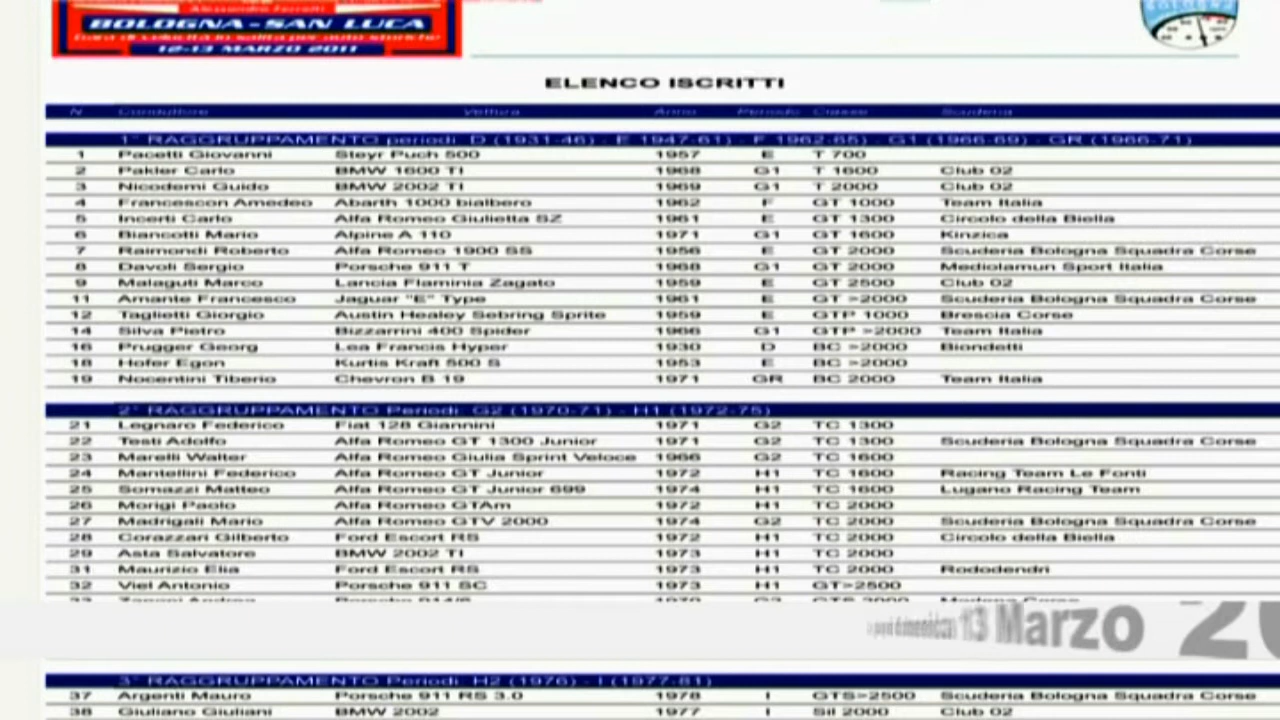 Alessandro Ferretti
BOLOGNA - SAN LUCA
Gara di velocità in salita per auto storiche
12-13 MARZO 2011
BOLOGNA
ELENCO ISCRITTI
N Conduttore Vettura Anno Periodo Classe Scuderia
1° RAGGRUPPAMENTO periodi D (1931-46) - E 1947-61) - F 1962-65) - G1 (1966-69) - GR (1966-71)
1 Pacetti Giovanni Steyr Puch 500 1957 E T 700
2 Pakler Carlo BMW 1600 TI 1968 G1 T 1600 Club 02
3 Nicodemi Guido BMW 2002 TI 1969 G1 T 2000 Club 02
4 Francescon Amedeo Abarth 1000 bialbero 1962 F GT 1000 Team Italia
5 Incerti Carlo Alfa Romeo Giulietta SZ 1961 E GT 1300 Circolo della Biella
6 Biancotti Mario Alpine A 110 1971 G1 GT 1600 Kinzica
7 Raimondi Roberto Alfa Romeo 1900 SS 1956 E GT 2000 Scuderia Bologna Squadra Corse
8 Davoli Sergio Porsche 911 T 1968 G1 GT 2000 Mediolamun Sport Italia
9 Malaguti Marco Lancia Flaminia Zagato 1959 E GT 2500 Club 02
11 Amante Francesco Jaguar "E" Type 1961 E GT >2000 Scuderia Bologna Squadra Corse
12 Taglietti Giorgio Austin Healey Sebring Sprite 1959 E GTP 1000 Brescia Corse
14 Silva Pietro Bizzarrini 400 Spider 1966 G1 GTP >2000 Team Italia
16 Prugger Georg Lea Francis Hyper 1930 D BC >2000 Biondetti
18 Hofer Egon Kurtis Kraft 500 S 1953 E BC >2000
19 Nocentini Tiberio Chevron B 19 1971 GR BC 2000 Team Italia
2° RAGGRUPPAMENTO Periodi G2 (1970-71) - H1 (1972-75)
21 Legnaro Federico Fiat 128 Giannini 1971 G2 TC 1300
22 Testi Adolfo Alfa Romeo GT 1300 Junior 1971 G2 TC 1300 Scuderia Bologna Squadra Corse
23 Marelli Walter Alfa Romeo Giulia Sprint Veloce 1966 G2 TC 1600
24 Mantellini Federico Alfa Romeo GT Junior 1972 H1 TC 1600 Racing Team Le Fonti
25 Somazzi Matteo Alfa Romeo GT Junior 699 1974 H1 TC 1600 Lugano Racing Team
26 Morigi Paolo Alfa Romeo GTAm 1972 H1 TC 2000
27 Madrigali Mario Alfa Romeo GTV 2000 1974 G2 TC 2000 Scuderia Bologna Squadra Corse
28 Corazzari Gilberto Ford Escort RS 1972 H1 TC 2000 Circolo della Biella
29 Asta Salvatore BMW 2002 TI 1973 H1 TC 2000
31 Maurizio Elia Ford Escort RS 1973 H1 TC 2000 Rododendri
32 Viel Antonio Porsche 911 SC 1973 H1 GT>2500
13 Marzo 20
3° RAGGRUPPAMENTO Periodi H2 (1976) - I (1977-81)
37 Argenti Mauro Porsche 911 RS 3.0 1978 I GTS>2500 Scuderia Bologna Squadra Corse
38 Giuliano Giuliani BMW 2002 1977 I Sil 2000 Club 02